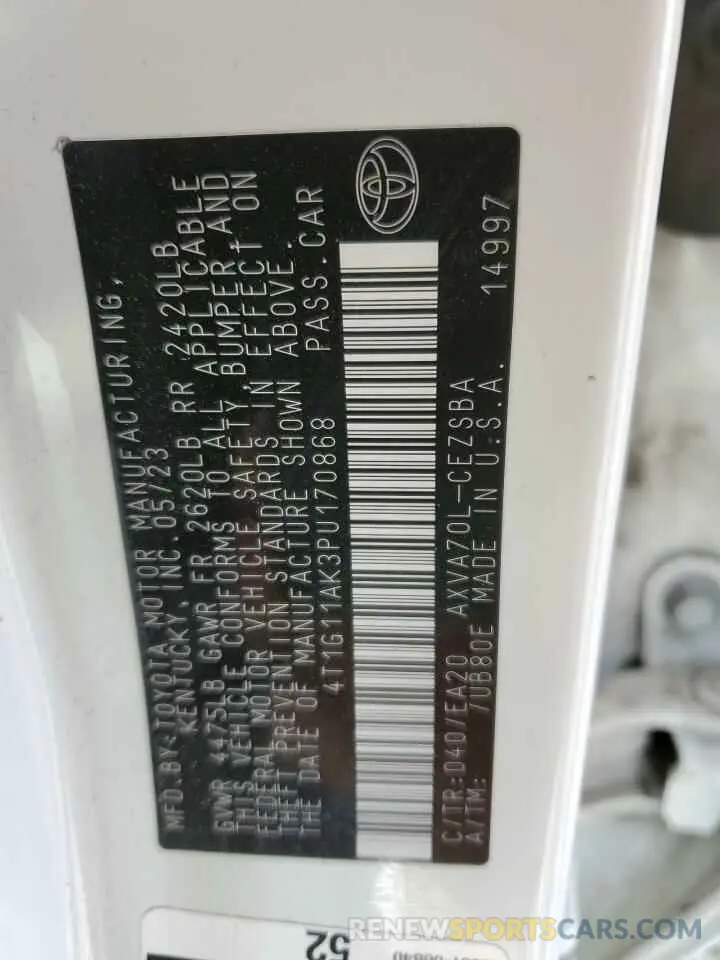 MFD.BY:TOYOTA MOTOR MANUFACTURING,
KENTUCKY, INC.05/23
GVWR 4475LB GAWR FR 2620LB RR 2420LB
THIS VEHICLE CONFORMS TO ALL APPLICABLE
FEDERAL MOTOR VEHICLE SAFETY,BUMPER,AND
THEFT PREVENTION STANDARDS IN EFFECT ON
THE DATE OF MANUFACTURE SHOWN ABOVE.
4T1G11AK3PU170868 PASS.CAR
C/TR:040/EA20 AXVA70L-CEZSBA
A/TM: /UB80E MADE IN U.S.A. 14997
52
RENEWSPORTSCARS.COM